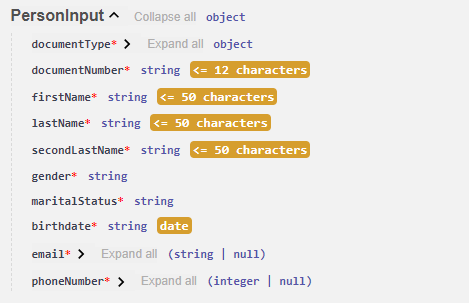 PersonInput Collapse all object
documentType* Expand all object
documentNumber* string <= 12 characters
firstName* string <= 50 characters
lastName* string <= 50 characters
secondLastName* string <= 50 characters
gender* string
maritalStatus* string
birthdate* string date
email* Expand all (string | null)
phoneNumber* Expand all (integer | null)